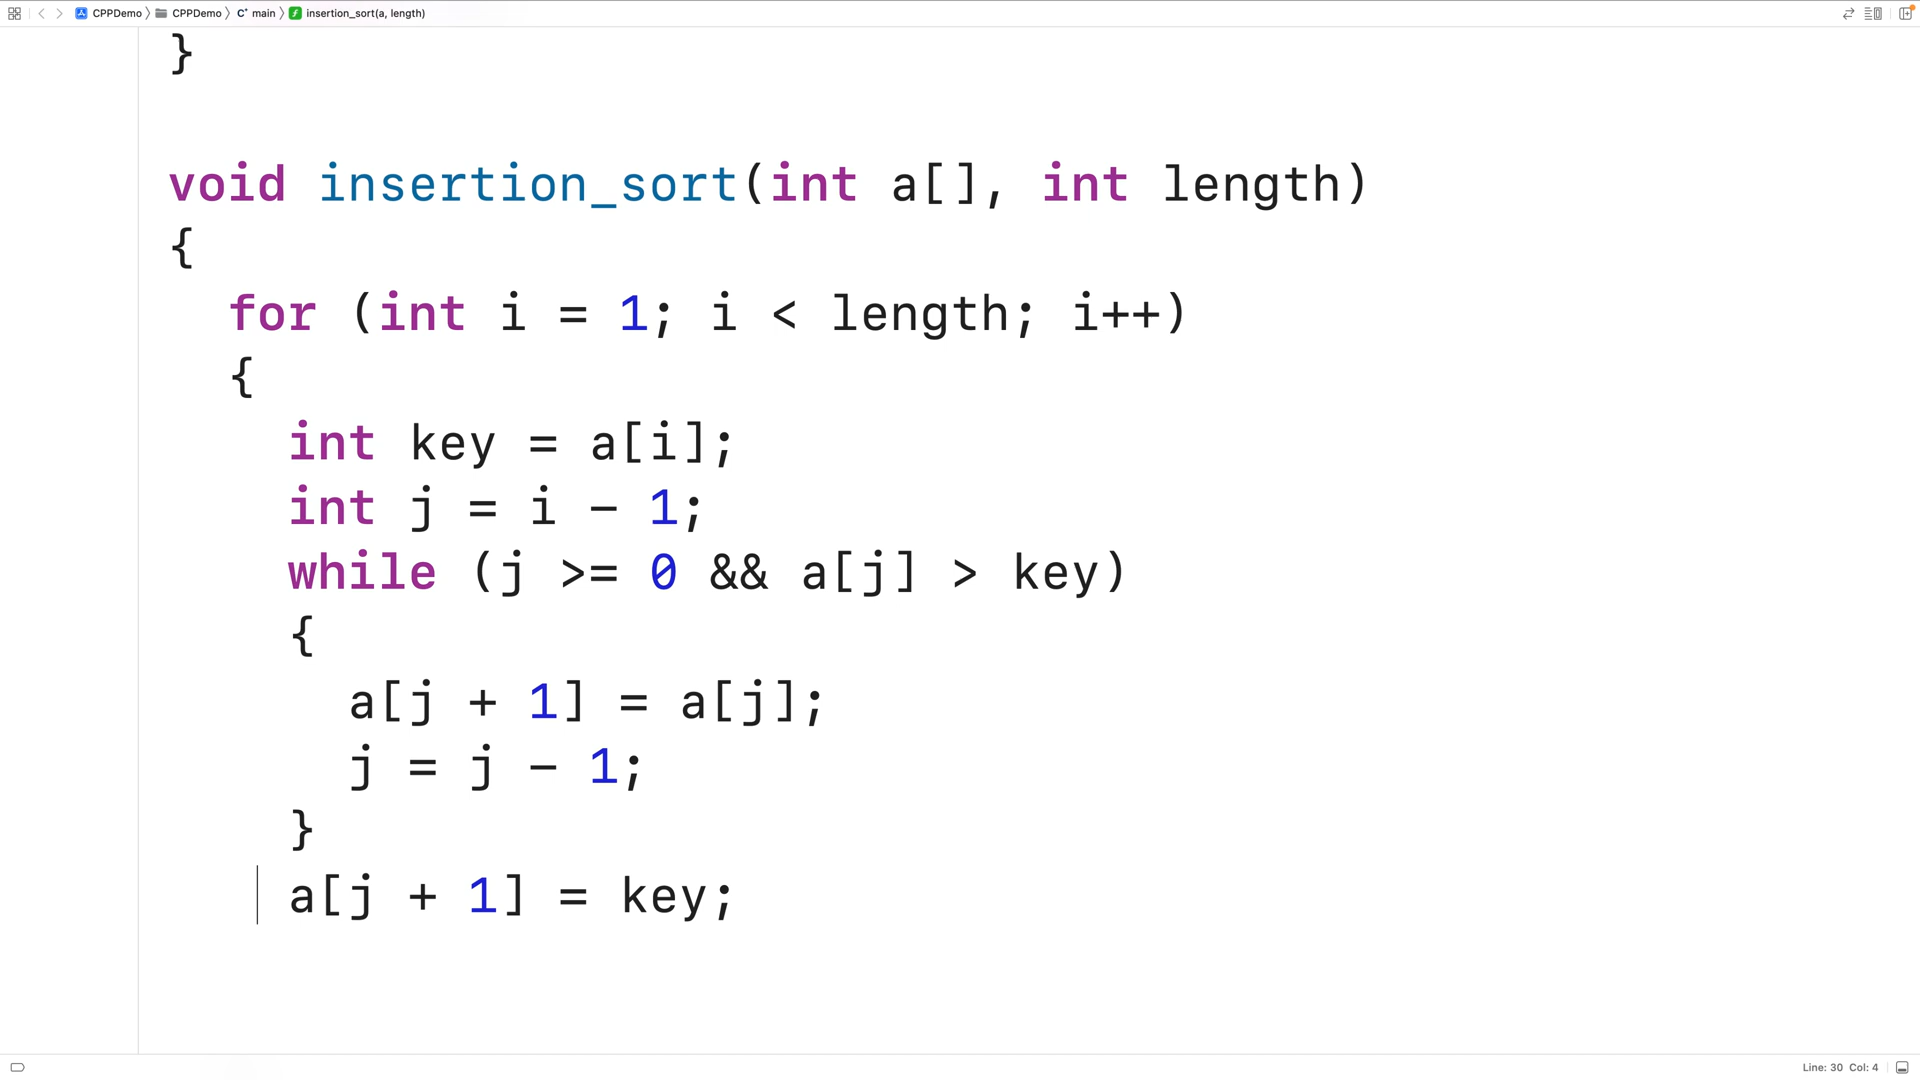 CPPDemo 〉 CPPDemo 〉 C⁺ main 〉 f insertion_sort(a, length)
}
void insertion_sort(int a[], int length)
{
for (int i = 1; i < length; i++)
{
int key = a[i];
int j = i - 1;
while (j >= 0 && a[j] > key)
{
a[j + 1] = a[j];
j = j - 1;
}
a[j + 1] = key;
Line: 30 Col: 4